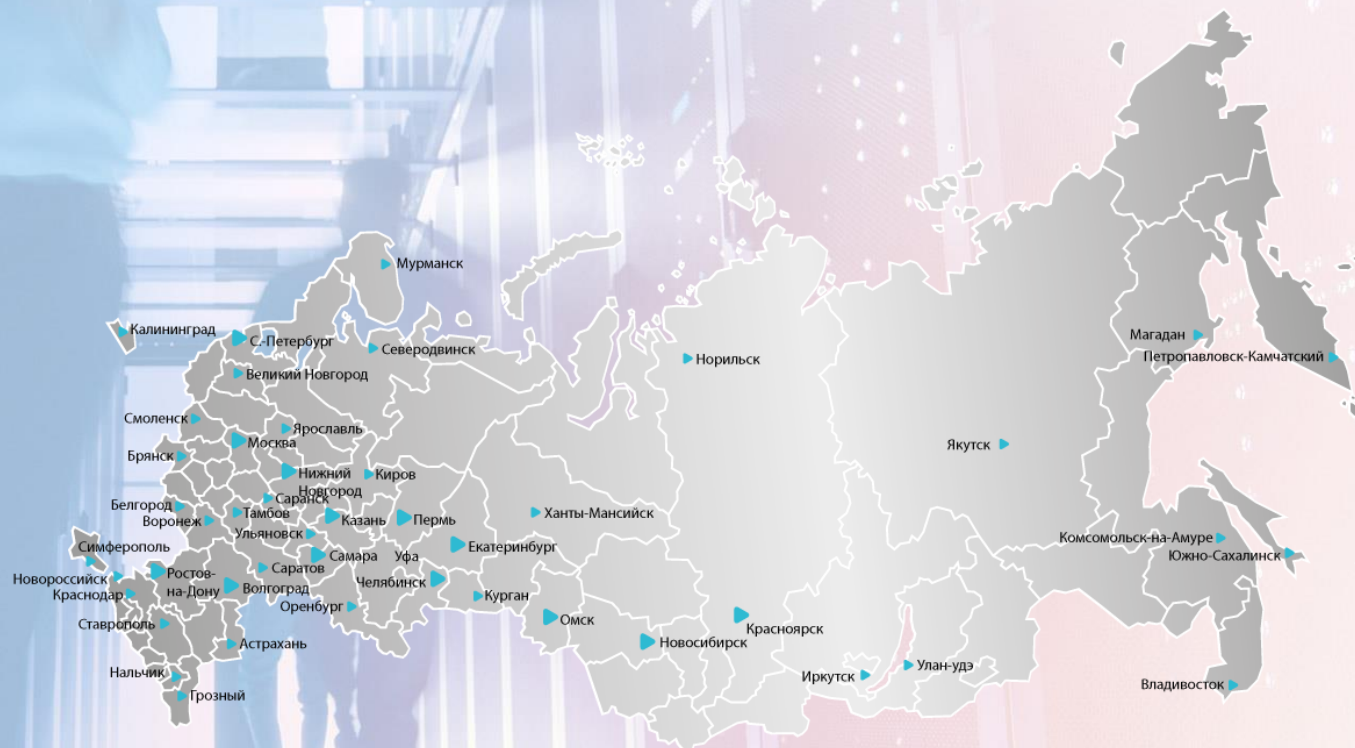 Мурманск
Калининград
С.-Петербург
Северодвинск
Великий Новгород
Норильск
Магадан
Петропавловск-Камчатский
Смоленск
Ярославль
Москва
Якутск
Брянск
Нижний
Новгород
Киров
Саранск
Белгород
Тамбов
Воронеж
Казань
Пермь
Ханты-Мансийск
Ульяновск
Комсомольск-на-Амуре
Симферополь
Самара
Уфа
Екатеринбург
Южно-Сахалинск
Новороссийск
Ростов-
на-Дону
Саратов
Челябинск
Краснодар
Волгоград
Курган
Оренбург
Омск
Ставрополь
Красноярск
Астрахань
Новосибирск
Нальчик
Иркутск
Улан-удэ
Грозный
Владивосток